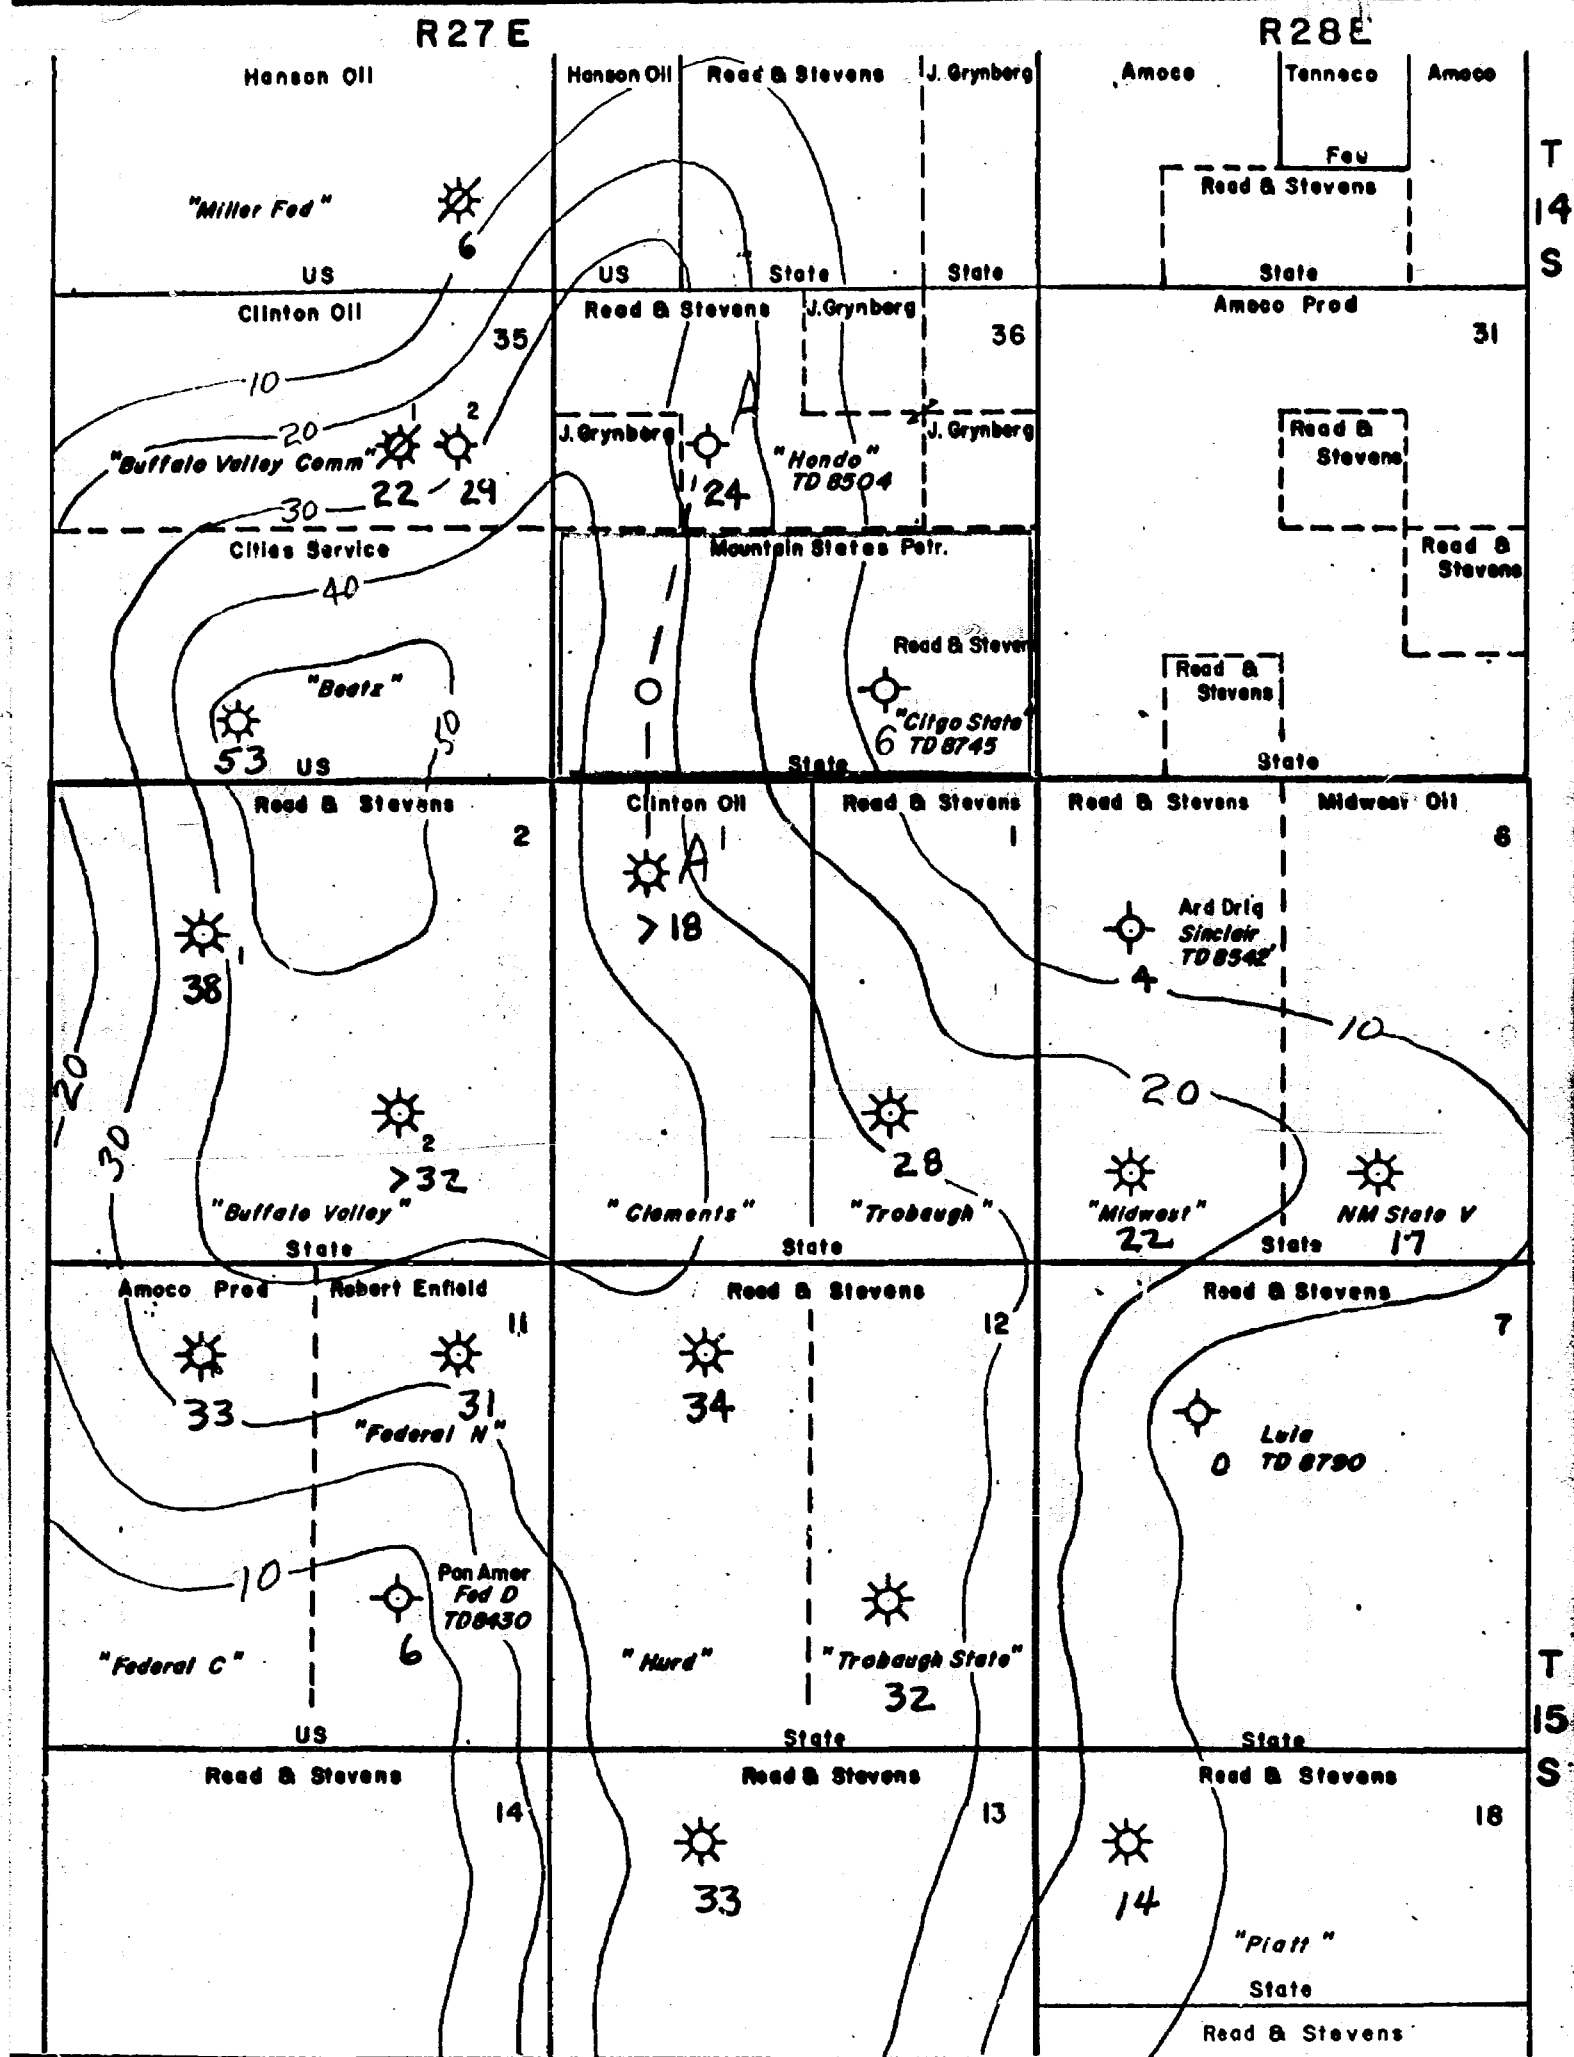 R27E R28E
Hanson Oil Hanson Oil Read & Stevens J. Grynberg Amoco Tenneco Amoco
Fee
Read & Stevens
T
14
S
"Miller Fed"
6
US US State State State
Clinton Oil Read & Stevens J. Grynberg Amoco Prod
35 36 31
10
20
1 2
A
J. Grynberg J. Grynberg
Read &
Stevens
"Buffalo Valley Comm" "Hondo"
TD 8504
22 29 1 24
30
Cities Service Mountain States Petr. Read &
Stevens
40
Read & Steven
"Beatz"
Read &
Stevens
50
"Citgo State"
6 TD 8745
53 US State State
Read & Stevens Clinton Oil Read & Stevens Read & Stevens Midwest Oil
2 1 6
A'
>18
Ard Drlg
Sinclair
TD 8542'
4
1
38
10
20 20
30
2
>32 28
"Buffalo Valley" "Clements" "Trobaugh" "Midwest" NM State V
22 17
State State State
Amoco Prod Robert Enfield Read & Stevens Read & Stevens
11 12 7
33 31 34
"Federal N"
Lula
0 TD 8790
10
Pan Amer
Fed D
TD8430
6
"Federal C" "Hurd" "Trobaugh State"
32
T
15
S
US State State
Read & Stevens Read & Stevens Read & Stevens
14 13 18
33 14
"Piatt"
State
Read & Stevens